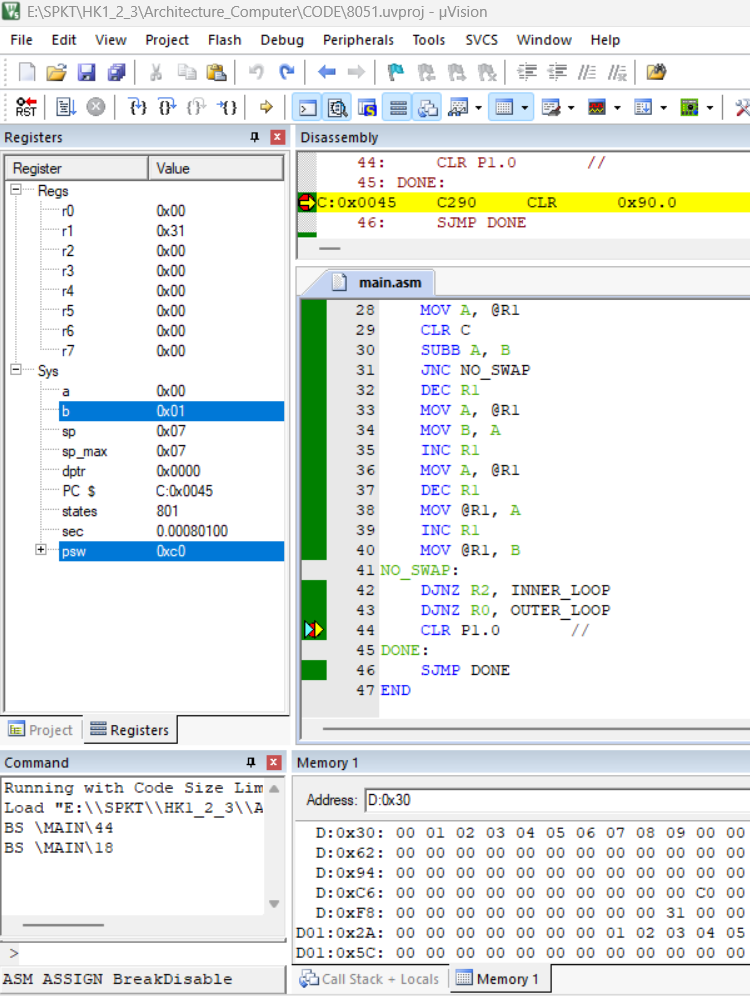 E:\SPKT\HK1_2_3\Architecture_Computer\CODE\8051.uvproj - µVision
File Edit View Project Flash Debug Peripherals Tools SVCS Window Help
RST
Registers
Register Value
Regs
r0 0x00
r1 0x31
r2 0x00
r3 0x00
r4 0x00
r5 0x00
r6 0x00
r7 0x00
Sys
a 0x00
b 0x01
sp 0x07
sp_max 0x07
dptr 0x0000
PC $ C:0x0045
states 801
sec 0.00080100
psw 0xc0
Project Registers
Disassembly
44: CLR P1.0 //
45: DONE:
C:0x0045 C290 CLR 0x90.0
46: SJMP DONE
main.asm
28 MOV A, @R1
29 CLR C
30 SUBB A, B
31 JNC NO_SWAP
32 DEC R1
33 MOV A, @R1
34 MOV B, A
35 INC R1
36 MOV A, @R1
37 DEC R1
38 MOV @R1, A
39 INC R1
40 MOV @R1, B
41 NO_SWAP:
42 DJNZ R2, INNER_LOOP
43 DJNZ R0, OUTER_LOOP
44 CLR P1.0 //
45 DONE:
46 SJMP DONE
47 END
Command
Running with Code Size Lim
Load "E:\\SPKT\\HK1_2_3\\A
BS \MAIN\44
BS \MAIN\18
>
ASM ASSIGN BreakDisable
Memory 1
Address: D:0x30
D:0x30: 00 01 02 03 04 05 06 07 08 09 00 00
D:0x62: 00 00 00 00 00 00 00 00 00 00 00 00
D:0x94: 00 00 00 00 00 00 00 00 00 00 00 00
D:0xC6: 00 00 00 00 00 00 00 00 00 00 C0 00
D:0xF8: 00 00 00 00 00 00 00 00 00 31 00 00
D01:0x2A: 00 00 00 00 00 00 00 01 02 03 04 05
D01:0x5C: 00 00 00 00 00 00 00 00 00 00 00 00
Call Stack + Locals Memory 1